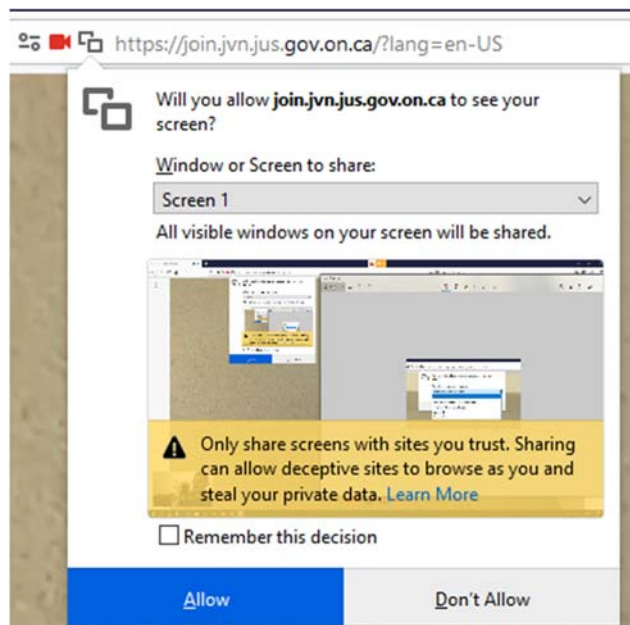 https://join.jvn.jus.gov.on.ca/?lang=en-US
Will you allow join.jvn.jus.gov.on.ca to see your
screen?
Window or Screen to share:
Screen 1
All visible windows on your screen will be shared.
Only share screens with sites you trust. Sharing
can allow deceptive sites to browse as you and
steal your private data. Learn More
Remember this decision
Allow
Don't Allow